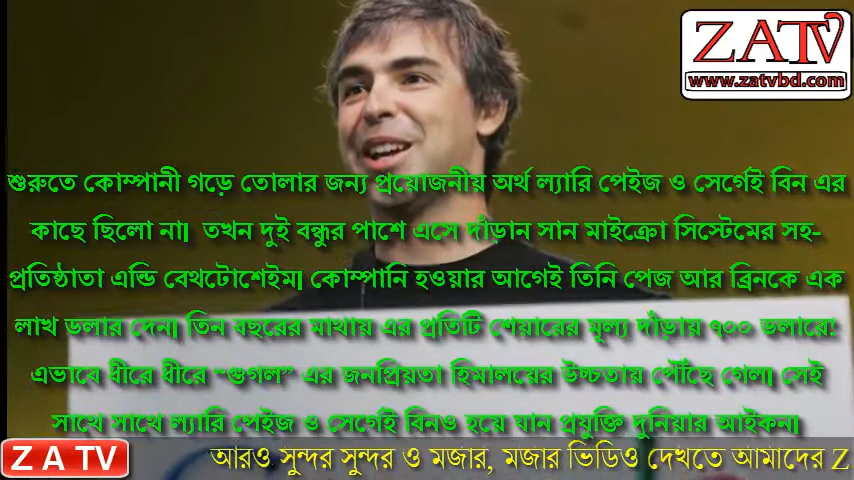 ZATV
www.zatvbd.com
শুরুতে কোম্পানী গড়ে তোলার জন্য প্রয়োজনীয় অর্থ ল্যারি পেইজ ও সের্গেই বিন এর
কাছে ছিলো না। তখন দুই বন্ধুর পাশে এসে দাঁড়ান সান মাইক্রো সিস্টেমের সহ-
প্রতিষ্ঠাতা এন্ডি বেথটোশেইম। কোম্পানি হওয়ার আগেই তিনি পেজ আর ব্রিনকে এক
লাখ ডলার দেন। তিন বছরের মাথায় এর প্রতিটি শেয়ারের মূল্য দাঁড়ায় ৭০০ ডলারে!
এভাবে ধীরে ধীরে “গুগল” এর জনপ্রিয়তা হিমালয়ের উচ্চতায় পৌঁছে গেল। সেই
সাথে সাথে ল্যারি পেইজ ও সের্গেই বিনও হয়ে যান প্রযুক্তি দুনিয়ার আইকন।
Z A TV
আরও সুন্দর সুন্দর ও মজার, মজার ভিডিও দেখতে আমাদের Z